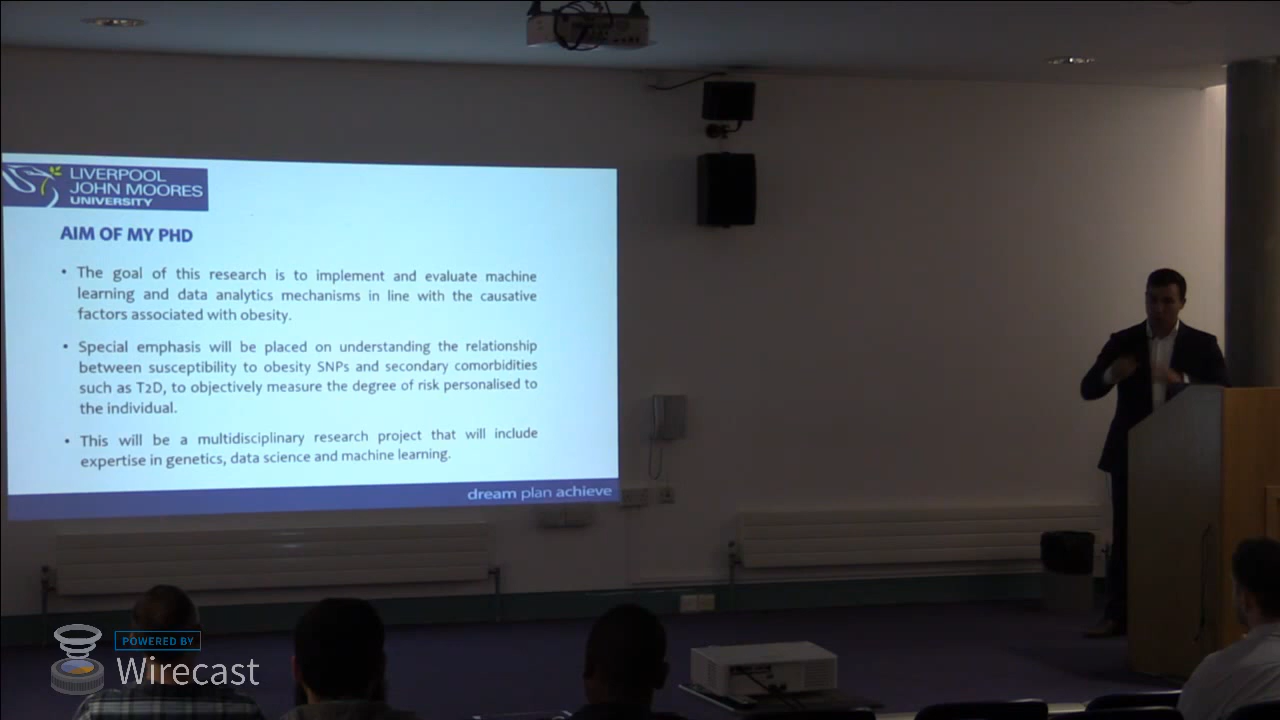 LIVERPOOL
JOHN MOORES
UNIVERSITY
AIM OF MY PHD
• The goal of this research is to implement and evaluate machine
learning and data analytics mechanisms in line with the causative
factors associated with obesity.
• Special emphasis will be placed on understanding the relationship
between susceptibility to obesity SNPs and secondary comorbidities
such as T2D, to objectively measure the degree of risk personalised to
the individual.
• This will be a multidisciplinary research project that will include
expertise in genetics, data science and machine learning.
dream plan achieve
POWERED BY
Wirecast